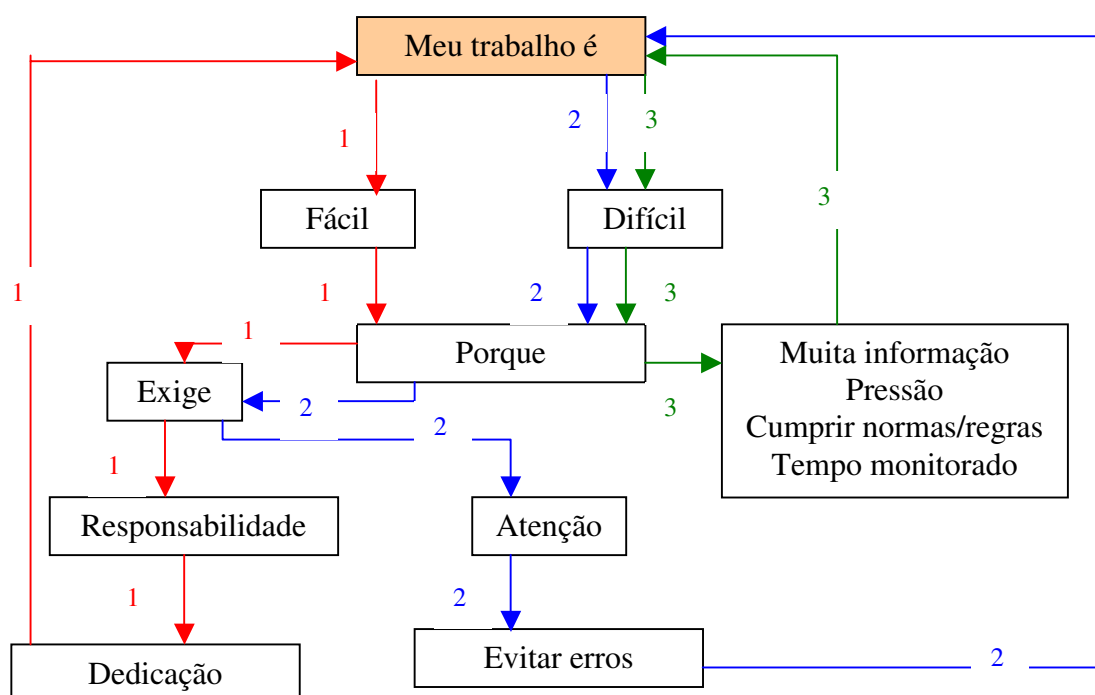 Meu trabalho é
2
3
1
3
Fácil
Difícil
1
1
2
3
1
Porque
Muita informação
Pressão
Cumprir normas/regras
Tempo monitorado
Exige
2
3
2
1
Responsabilidade
Atenção
1
2
Dedicação
Evitar erros
2